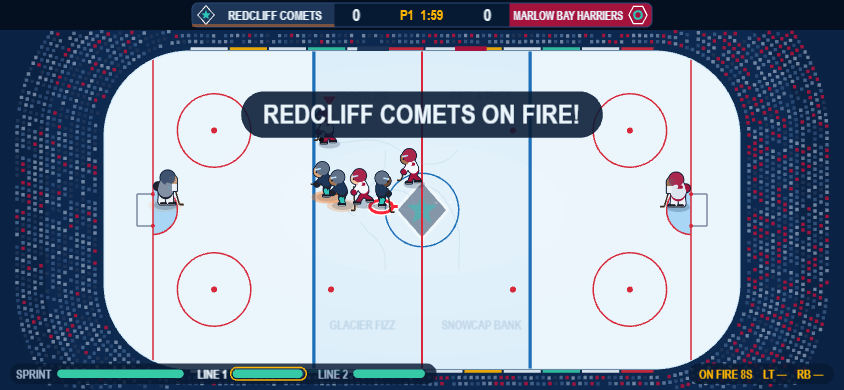 REDCLIFF COMETS 0 P1 1:59 0 MARLOW BAY HARRIERS
REDCLIFF COMETS ON FIRE!
GLACIER FIZZ SNOWCAP BANK
SPRINT LINE 1 LINE 2 ON FIRE 8S LT — RB —